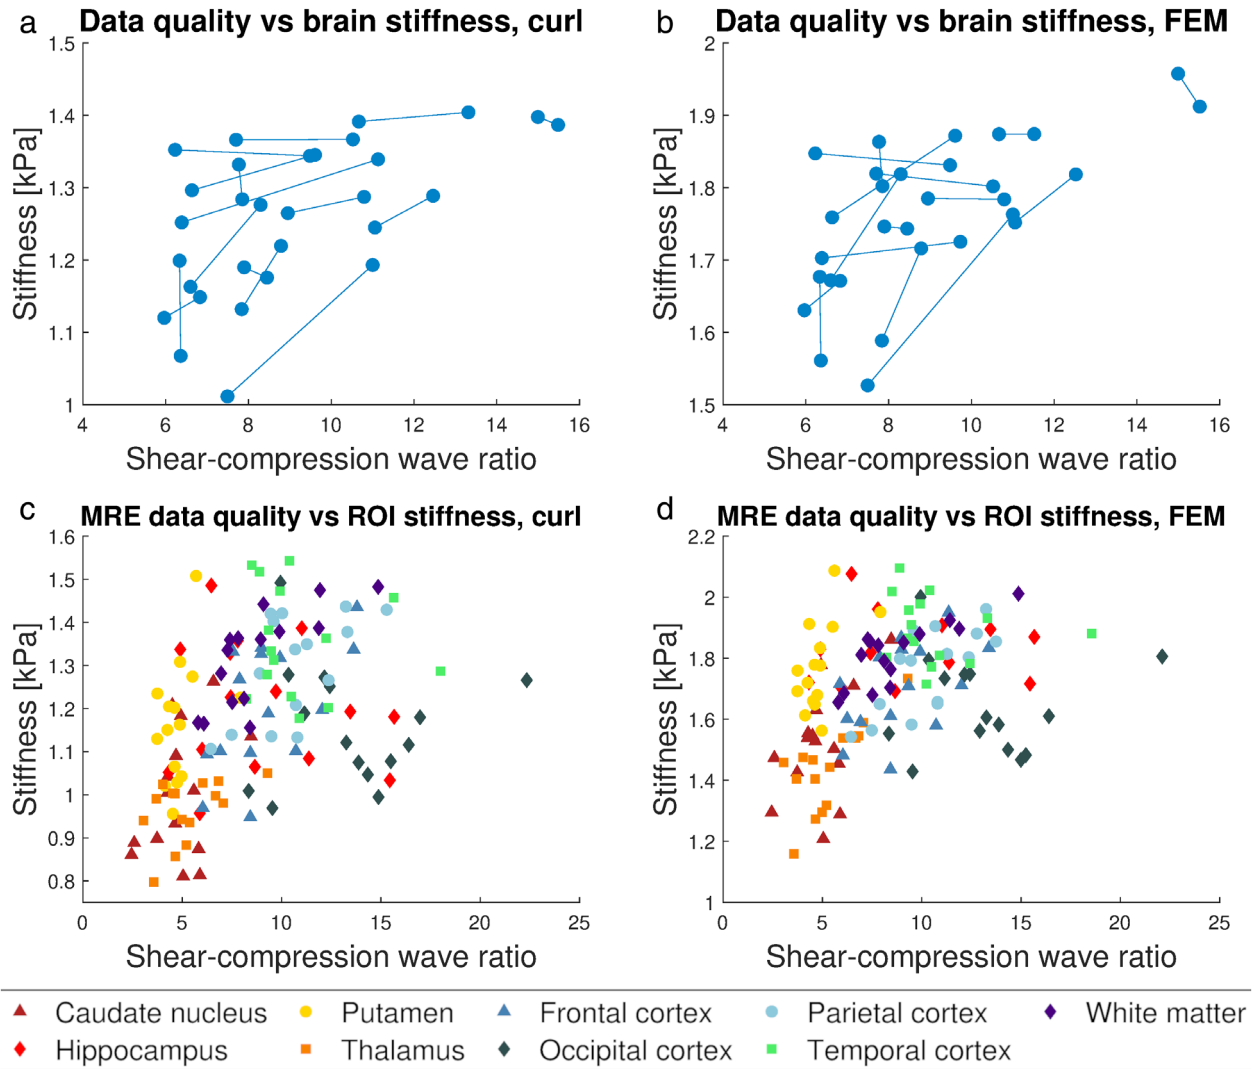 a
Data quality vs brain stiffness, curl
1.5
1.4
1.3
1.2
1.1
1
Stiffness [kPa]
4 6 8 10 12 14 16
Shear-compression wave ratio
b
Data quality vs brain stiffness, FEM
2
1.9
1.8
1.7
1.6
1.5
Stiffness [kPa]
4 6 8 10 12 14 16
Shear-compression wave ratio
c
MRE data quality vs ROI stiffness, curl
1.6
1.5
1.4
1.3
1.2
1.1
1
0.9
0.8
Stiffness [kPa]
0 5 10 15 20 25
Shear-compression wave ratio
d
MRE data quality vs ROI stiffness, FEM
2.2
2
1.8
1.6
1.4
1.2
1
Stiffness [kPa]
0 5 10 15 20 25
Shear-compression wave ratio
Caudate nucleus Putamen Frontal cortex Parietal cortex White matter
Hippocampus Thalamus Occipital cortex Temporal cortex